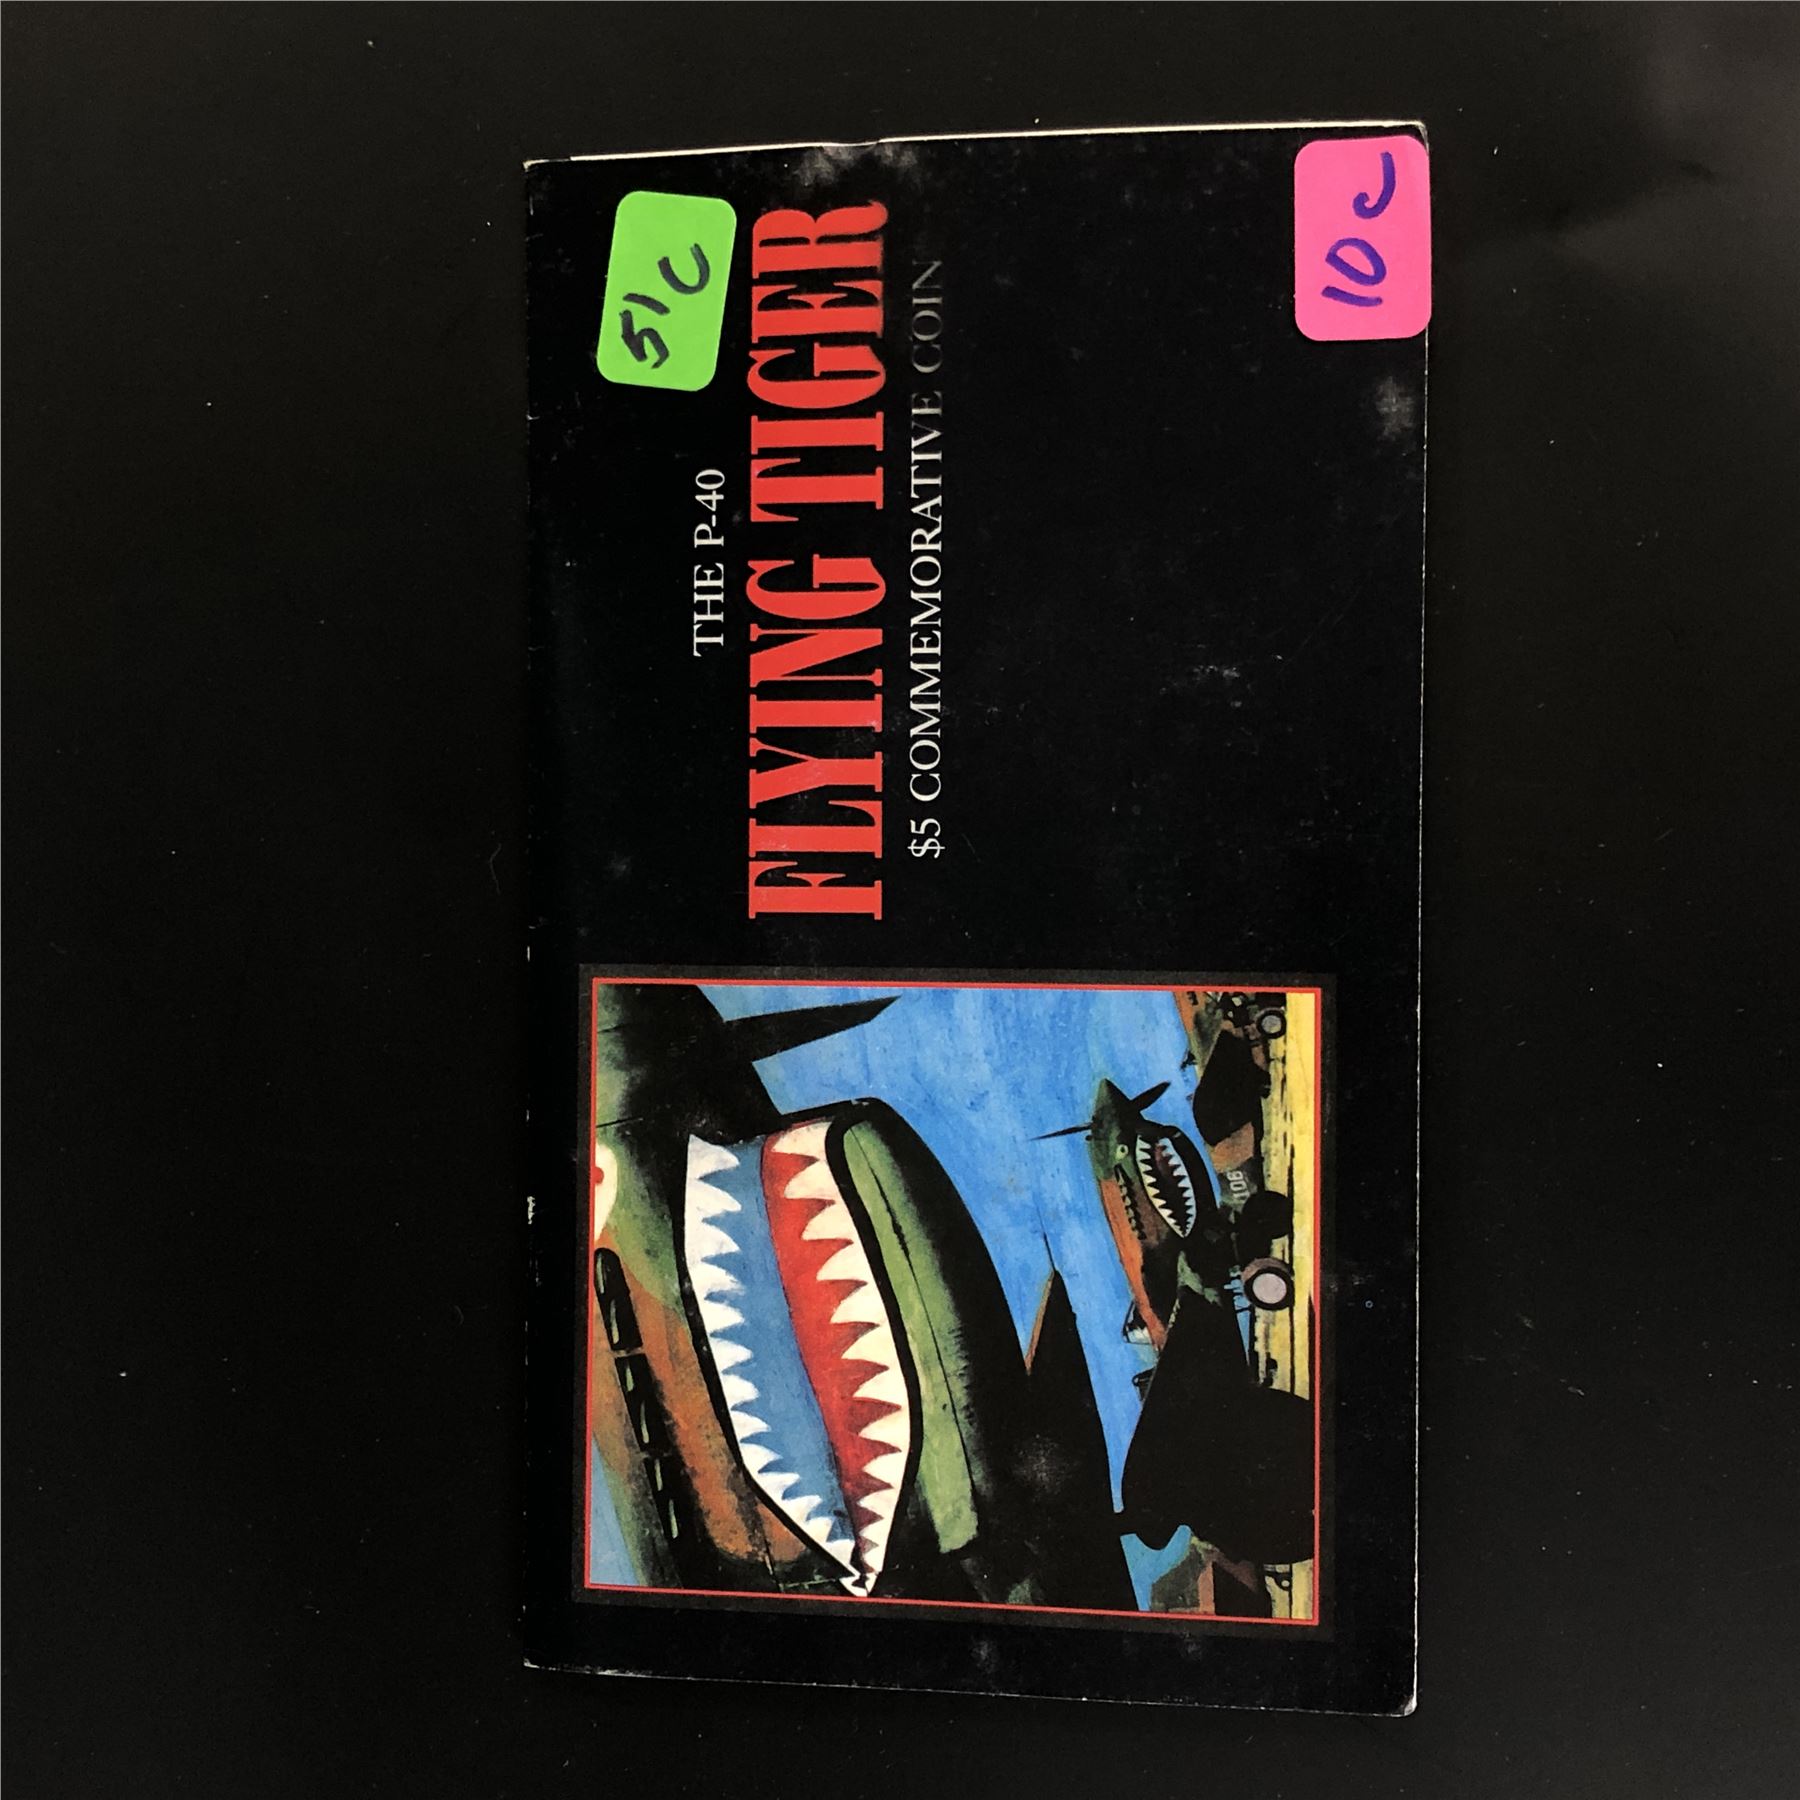 51C
THE P-40
FLYING TIGER
$5 COMMEMORATIVE COIN
10C
106